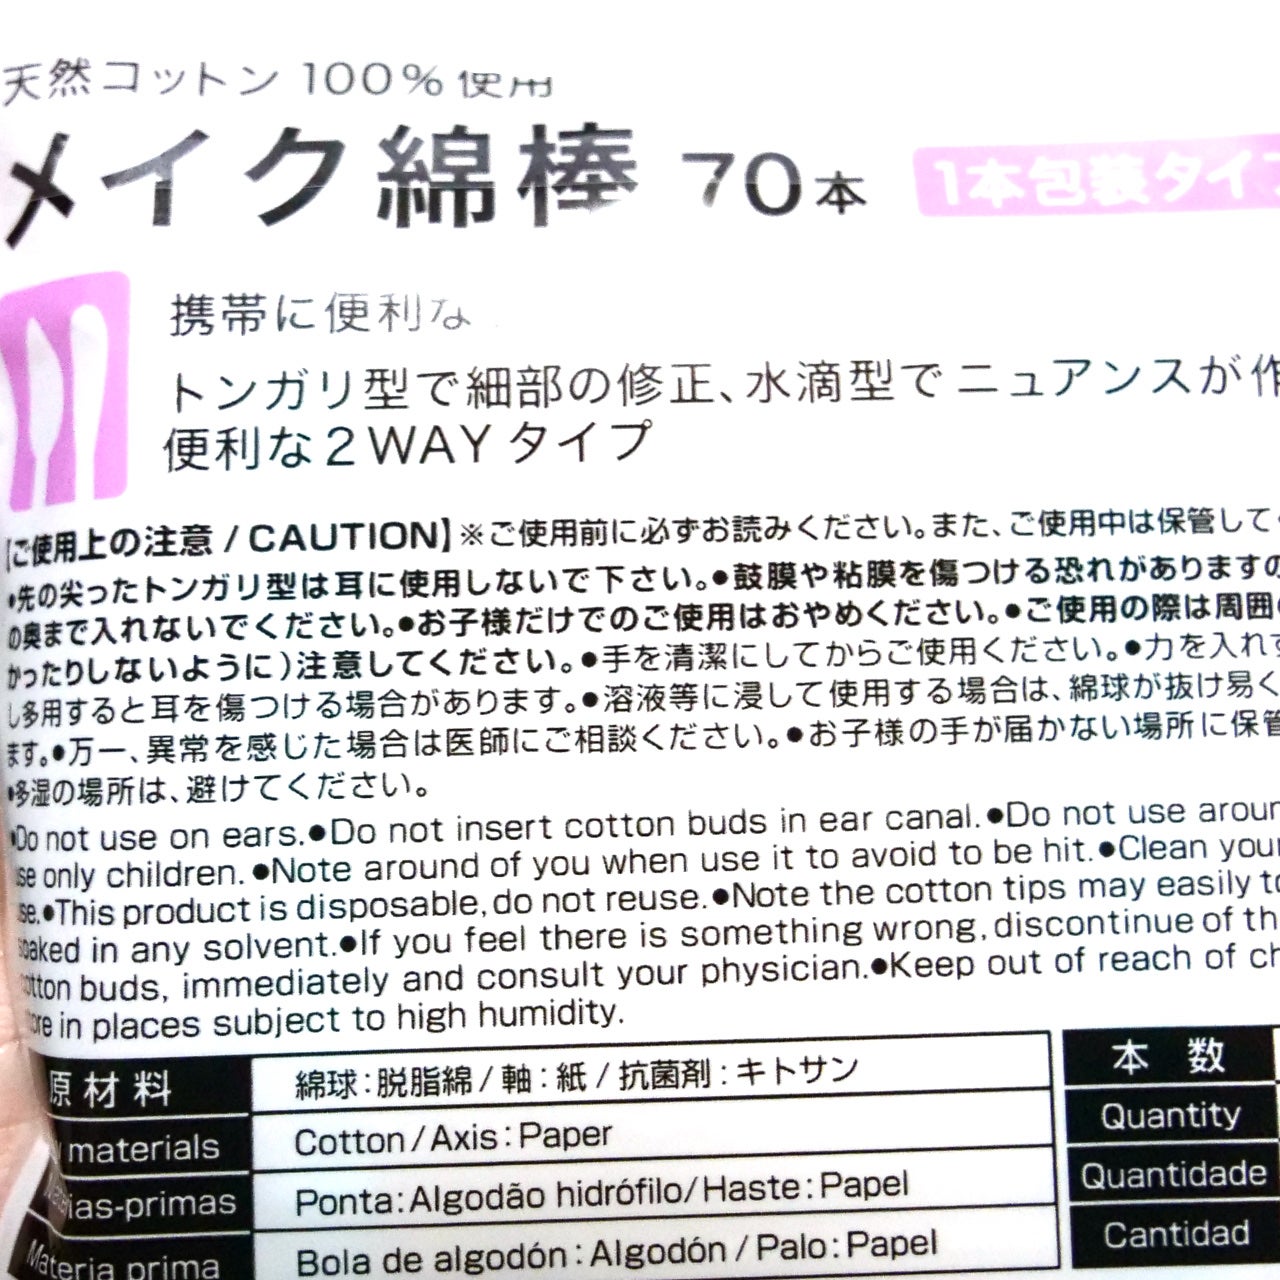 天然コットン 100% 使用
メイク綿棒 70本 1本包装タイプ
携帯に便利な
トンガリ型で細部の修正、水滴型でニュアンスが作
便利な2WAYタイプ
【ご使用上の注意 / CAUTION】※ご使用前に必ずお読みください。また、ご使用中は保管して
●先の尖ったトンガリ型は耳に使用しないで下さい。●鼓膜や粘膜を傷つける恐れがありますの
の奥まで入れないでください。●お子様だけでのご使用はおやめください。●ご使用の際は周囲
かったりしないように)注意してください。●手を清潔にしてからご使用ください。●力を入れす
し多用すると耳を傷つける場合があります。●溶液等に浸して使用する場合は、綿球が抜け易く
ます。●万一、異常を感じた場合は医師にご相談ください。●お子様の手が届かない場所に保管
●多湿の場所は、避けてください。
●Do not use on ears.●Do not insert cotton buds in ear canal.●Do not use aroun
use only children.●Note around of you when use it to avoid to be hit.●Clean your
use.●This product is disposable, do not reuse.●Note the cotton tips may easily to
soaked in any solvent.●If you feel there is something wrong, discontinue of th
cotton buds, immediately and consult your physician.●Keep out of reach of ch
tore in places subject to high humidity.
原材料 綿球：脱脂綿 / 軸：紙 / 抗菌剤：キトサン 本 数
materials Cotton / Axis : Paper Quantity
ias-primas Ponta: Algodão hidrófilo/ Haste: Papel Quantidade
Materia prima Bola de algodón : Algodón / Palo: Papel Cantidad